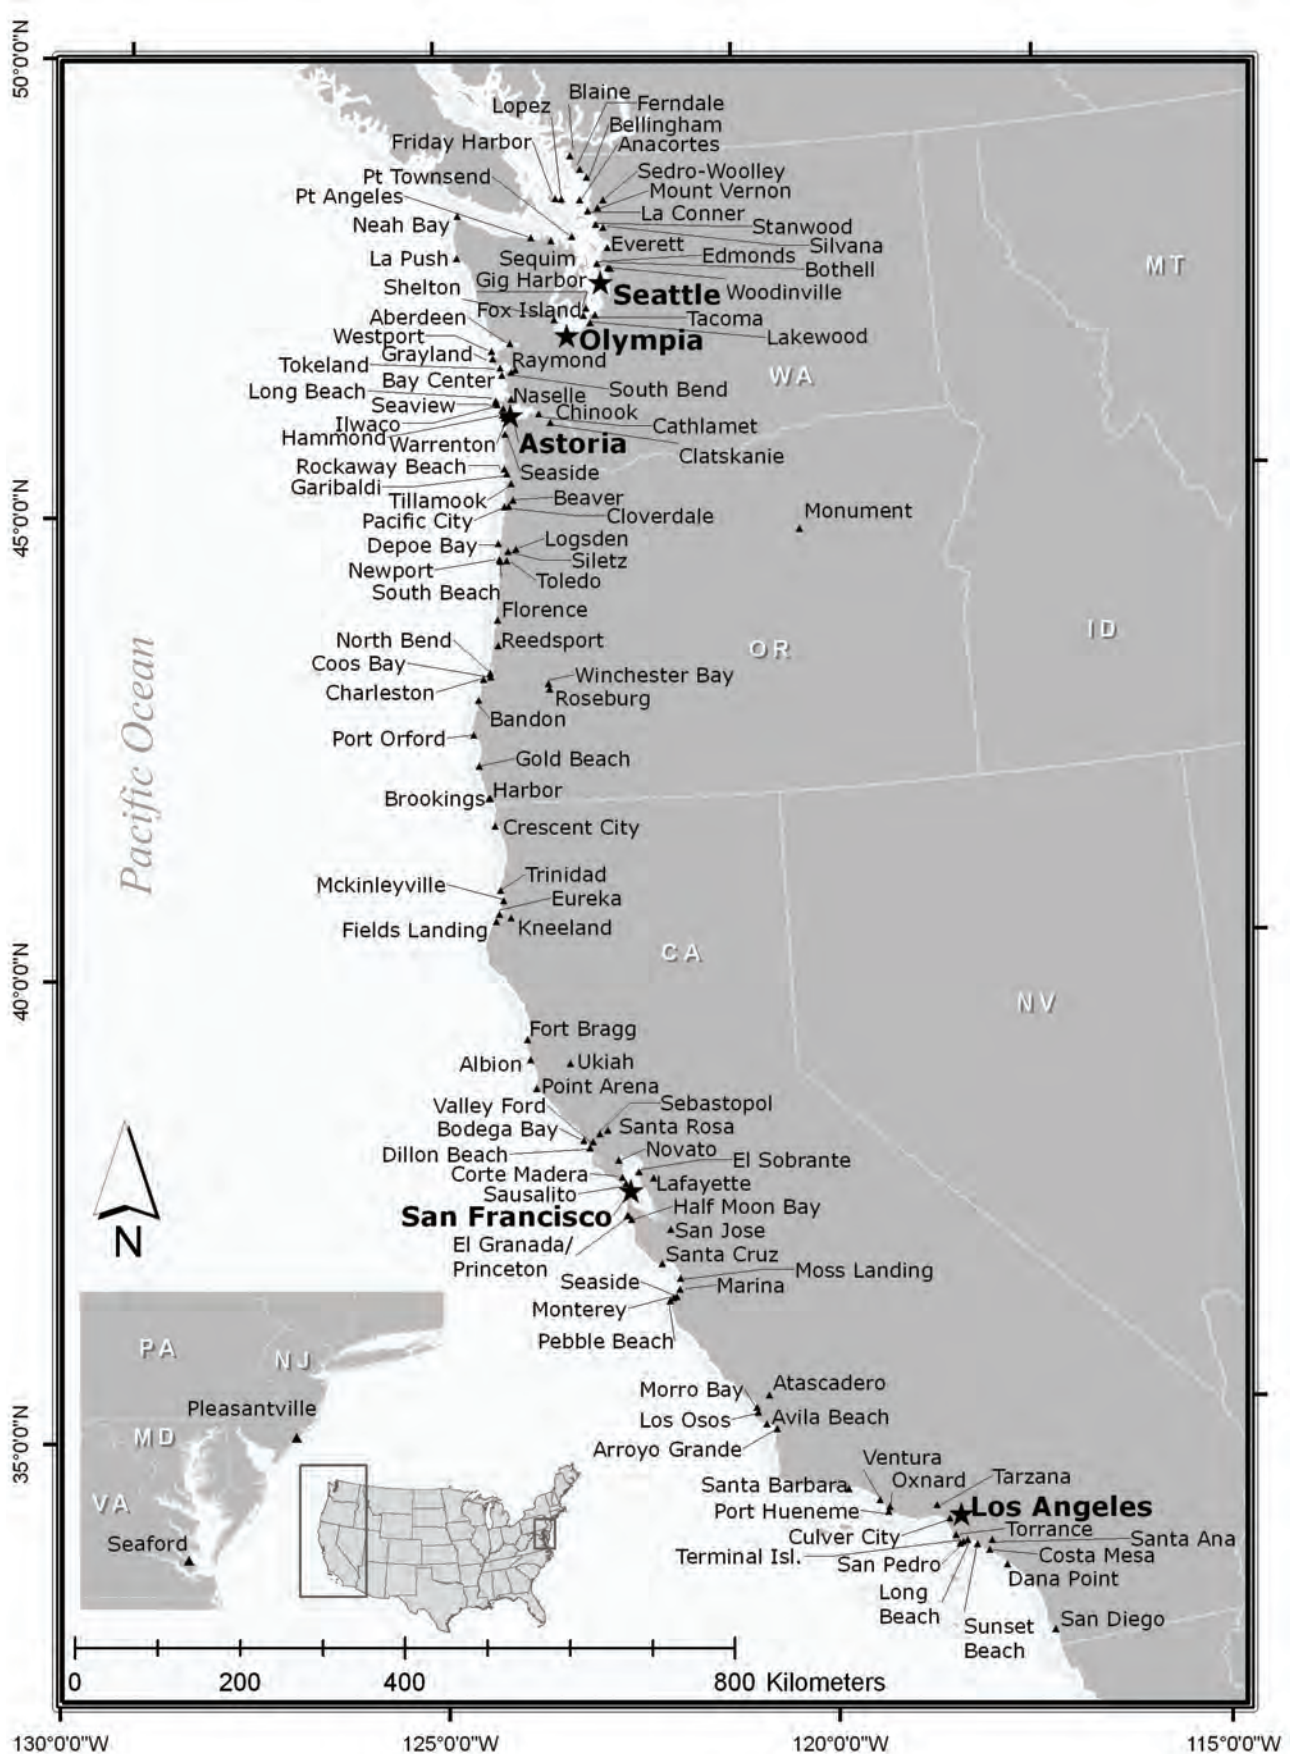 50°0'0"N
Blaine
Lopez
Ferndale
Bellingham
Friday Harbor
Anacortes
Pt Townsend
Sedro-Woolley
Pt Angeles
Mount Vernon
La Conner
Neah Bay
Stanwood
Everett
Silvana
La Push
Sequim
Edmonds
Bothell
Shelton
Gig Harbor
Seattle
Woodinville
MT
Aberdeen
Fox Island
Tacoma
Westport
Olympia
Lakewood
Grayland
Raymond
Tokeland
WA
Bay Center
South Bend
Long Beach
Naselle
Seaview
Chinook
Ilwaco
Cathlamet
Hammond
Warrenton
Astoria
Clatskanie
Rockaway Beach
Seaside
Garibaldi
Tillamook
Beaver
Monument
Pacific City
Cloverdale
45°0'0"N
Depoe Bay
Logsden
Siletz
Newport
Toledo
South Beach
Florence
North Bend
Reedsport
ID
OR
Coos Bay
Winchester Bay
Charleston
Roseburg
Bandon
Port Orford
Gold Beach
Pacific Ocean
Harbor
Brookings
Crescent City
Trinidad
Mckinleyville
Eureka
Fields Landing
Kneeland
CA
40°0'0"N
NV
Fort Bragg
Albion
Ukiah
Point Arena
Valley Ford
Sebastopol
Bodega Bay
Santa Rosa
Dillon Beach
Novato
El Sobrante
Corte Madera
Lafayette
Sausalito
San Francisco
Half Moon Bay
San Jose
N
El Granada/
Princeton
Santa Cruz
Moss Landing
Seaside
Marina
Monterey
Pebble Beach
PA
NJ
Atascadero
Morro Bay
Pleasantville
Los Osos
Avila Beach
MD
Arroyo Grande
35°0'0"N
Ventura
Oxnard
Tarzana
Santa Barbara
VA
Port Hueneme
Los Angeles
Culver City
Torrance
Santa Ana
Seaford
Terminal Isl.
Costa Mesa
San Pedro
Dana Point
Long
Beach
San Diego
Sunset
Beach
0
200
400
800 Kilometers
130°0'0"W
125°0'0"W
120°0'0"W
115°0'0"W